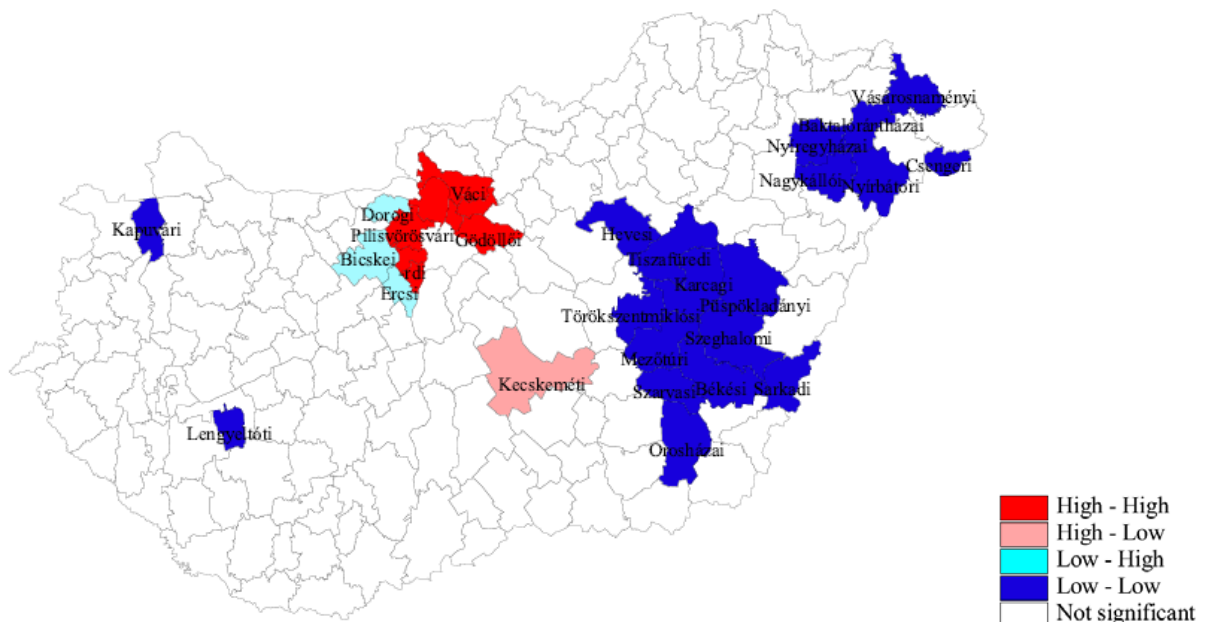 Vásárosnaményi
Baktalórántházai
Nyíregyházai
Csengeri
Nagykállói
Nyírbátori
Váci
Dorogi
Kapuvári
Pilisvörösvári
Gödöllői
Hevesi
Bicskei
Tiszafüredi
rdi
Karcagi
Ercsi
Püspökladányi
Törökszentmiklósi
Szeghalomi
Mezőtúri
Kecskeméti
Szarvasi
Békési
Sarkadi
Lengyeltóti
Orosházai
High - High
High - Low
Low - High
Low - Low
Not significant